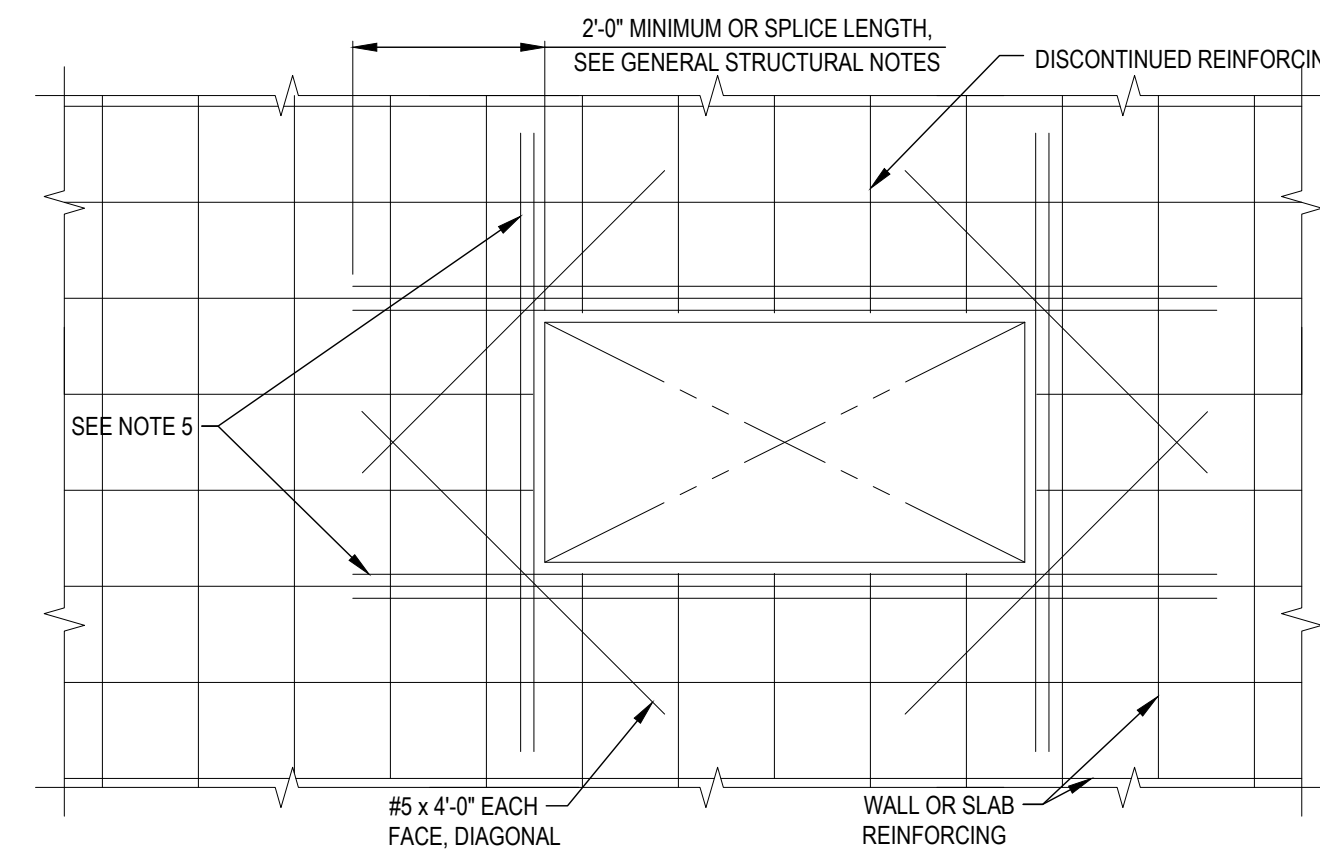 2'-0" MINIMUM OR SPLICE LENGTH,
SEE GENERAL STRUCTURAL NOTES
DISCONTINUED REINFORCIN
SEE NOTE 5
#5 x 4'-0" EACH
FACE, DIAGONAL
WALL OR SLAB
REINFORCING